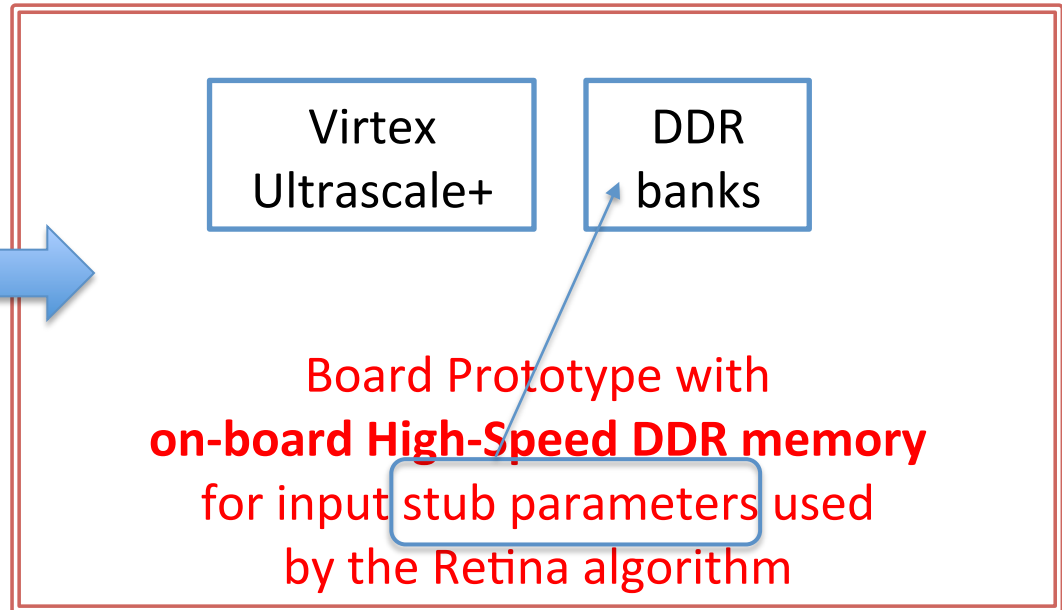 Virtex
Ultrascale+
DDR
banks
Board Prototype with
on-board High-Speed DDR memory
for input stub parameters used
by the Retina algorithm